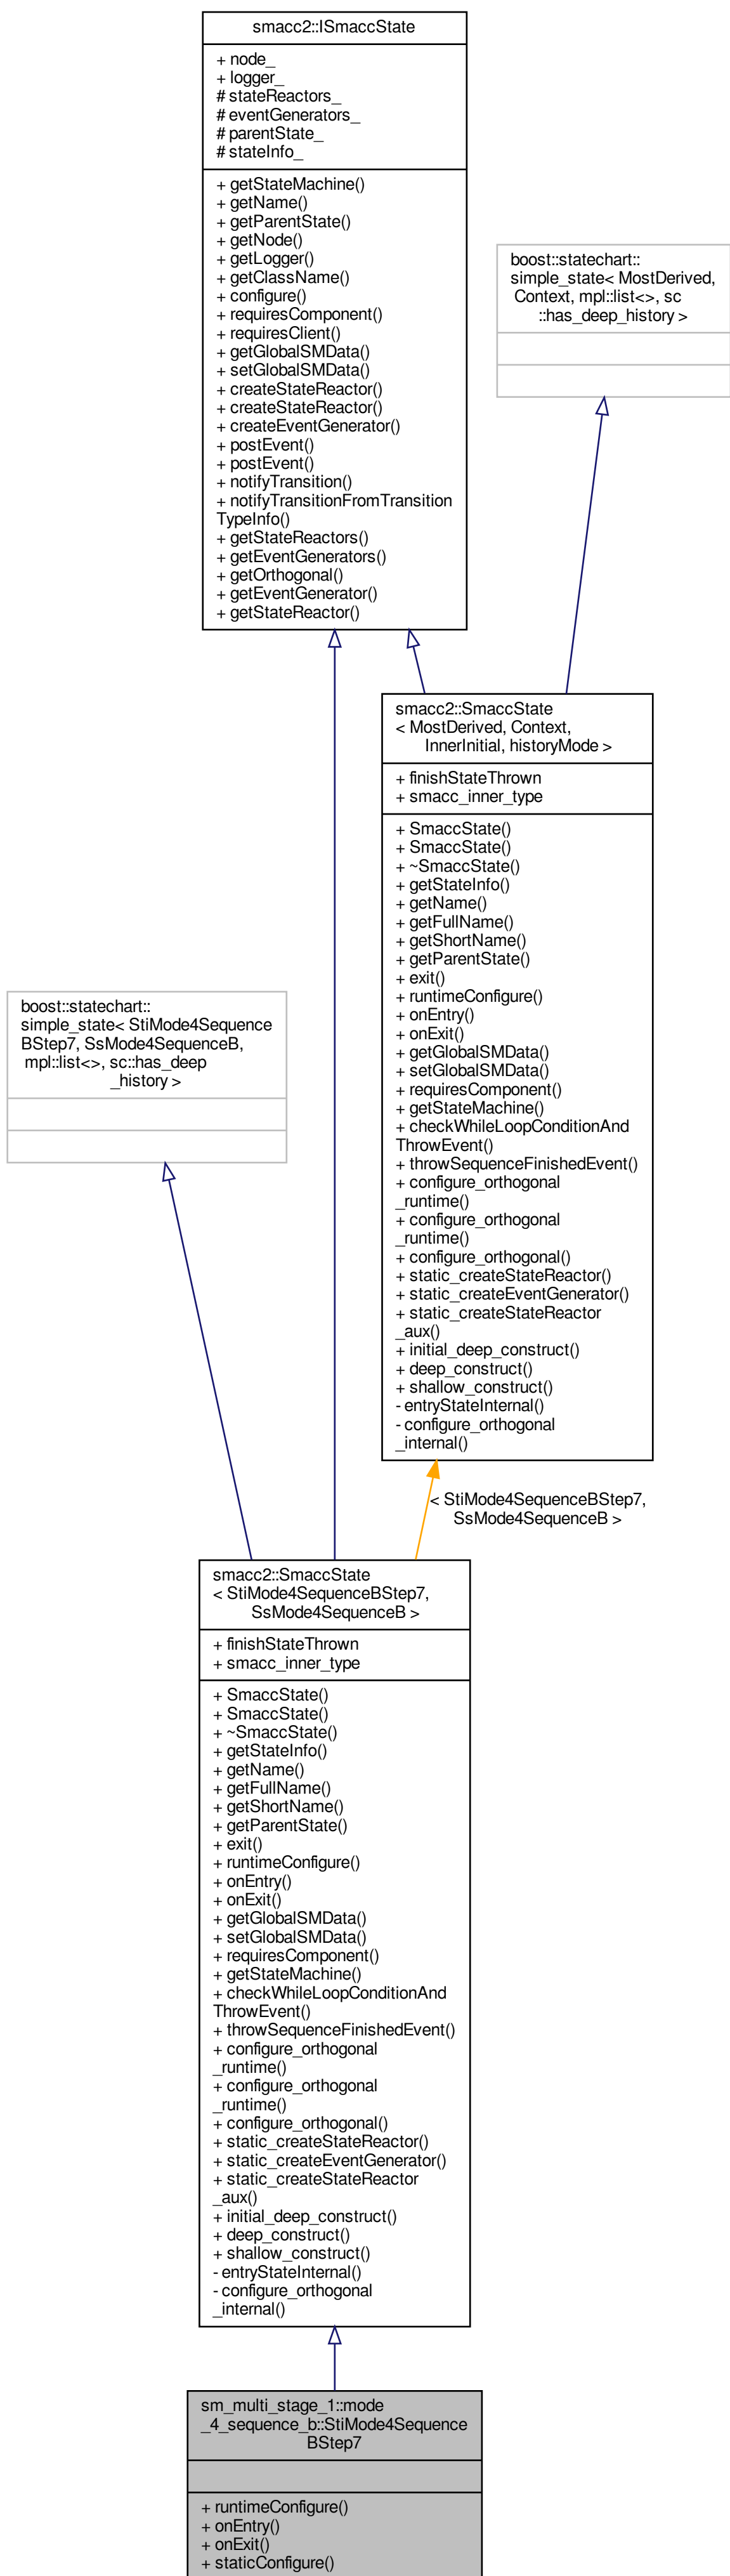 smacc2::ISmaccState
+ node_
+ logger_
# stateReactors_
# eventGenerators_
# parentState_
# stateInfo_
+ getStateMachine()
+ getName()
+ getParentState()
+ getNode()
+ getLogger()
+ getClassName()
+ configure()
+ requiresComponent()
+ requiresClient()
+ getGlobalSMData()
+ setGlobalSMData()
+ createStateReactor()
+ createStateReactor()
+ createEventGenerator()
+ postEvent()
+ postEvent()
+ notifyTransition()
+ notifyTransitionFromTransition
TypeInfo()
+ getStateReactors()
+ getEventGenerators()
+ getOrthogonal()
+ getEventGenerator()
+ getStateReactor()
boost::statechart::
simple_state< MostDerived,
Context, mpl::list<>, sc
::has_deep_history >
smacc2::SmaccState
< MostDerived, Context,
InnerInitial, historyMode >
+ finishStateThrown
+ smacc_inner_type
+ SmaccState()
+ SmaccState()
+ ~SmaccState()
+ getStateInfo()
+ getName()
+ getFullName()
+ getShortName()
+ getParentState()
+ exit()
+ runtimeConfigure()
+ onEntry()
+ onExit()
+ getGlobalSMData()
+ setGlobalSMData()
+ requiresComponent()
+ getStateMachine()
+ checkWhileLoopConditionAnd
ThrowEvent()
+ throwSequenceFinishedEvent()
+ configure_orthogonal
_runtime()
+ configure_orthogonal
_runtime()
+ configure_orthogonal()
+ static_createStateReactor()
+ static_createEventGenerator()
+ static_createStateReactor
_aux()
+ initial_deep_construct()
+ deep_construct()
+ shallow_construct()
- entryStateInternal()
- configure_orthogonal
_internal()
boost::statechart::
simple_state< StiMode4Sequence
BStep7, SsMode4SequenceB,
mpl::list<>, sc::has_deep
_history >
< StiMode4SequenceBStep7,
SsMode4SequenceB >
smacc2::SmaccState
< StiMode4SequenceBStep7,
SsMode4SequenceB >
+ finishStateThrown
+ smacc_inner_type
+ SmaccState()
+ SmaccState()
+ ~SmaccState()
+ getStateInfo()
+ getName()
+ getFullName()
+ getShortName()
+ getParentState()
+ exit()
+ runtimeConfigure()
+ onEntry()
+ onExit()
+ getGlobalSMData()
+ setGlobalSMData()
+ requiresComponent()
+ getStateMachine()
+ checkWhileLoopConditionAnd
ThrowEvent()
+ throwSequenceFinishedEvent()
+ configure_orthogonal
_runtime()
+ configure_orthogonal
_runtime()
+ configure_orthogonal()
+ static_createStateReactor()
+ static_createEventGenerator()
+ static_createStateReactor
_aux()
+ initial_deep_construct()
+ deep_construct()
+ shallow_construct()
- entryStateInternal()
- configure_orthogonal
_internal()
sm_multi_stage_1::mode
_4_sequence_b::StiMode4Sequence
BStep7
+ runtimeConfigure()
+ onEntry()
+ onExit()
+ staticConfigure()